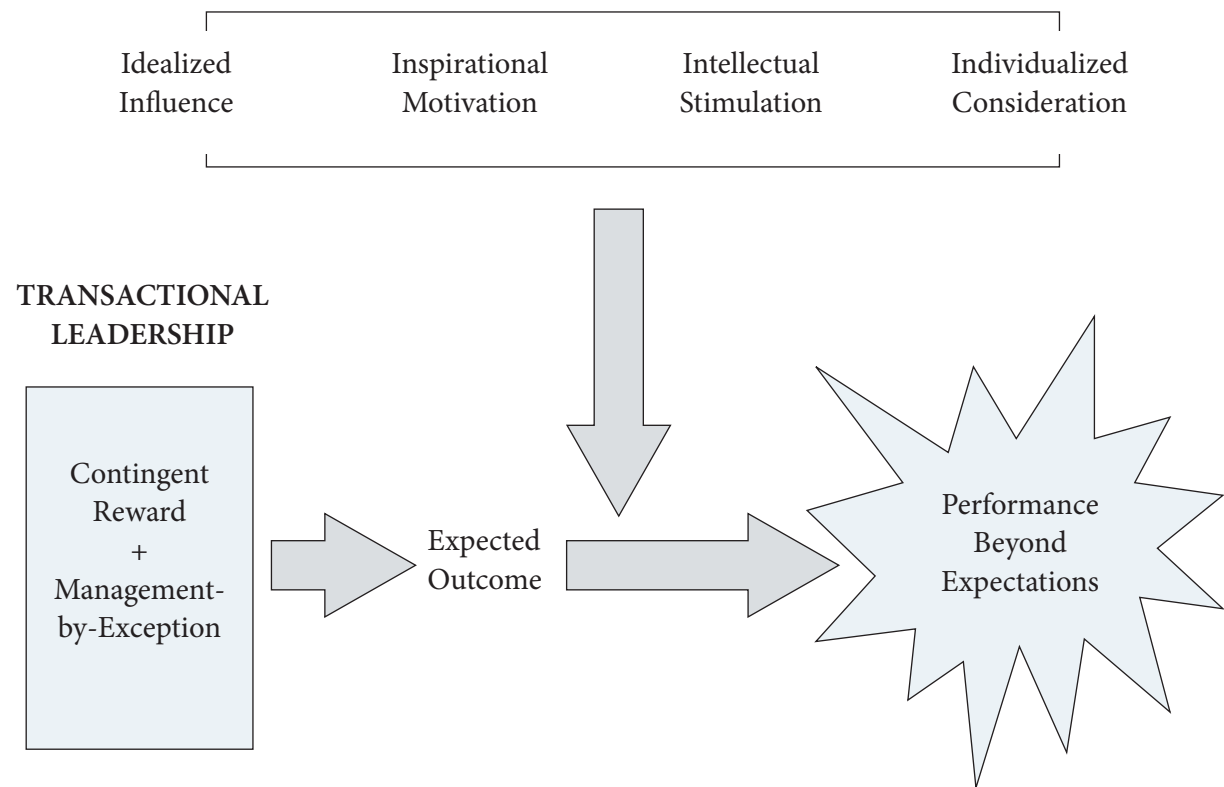 Idealized
Influence
Inspirational
Motivation
Intellectual
Stimulation
Individualized
Consideration
TRANSACTIONAL
LEADERSHIP
Contingent
Reward
+
Management-
by-Exception
Expected
Outcome
Performance
Beyond
Expectations